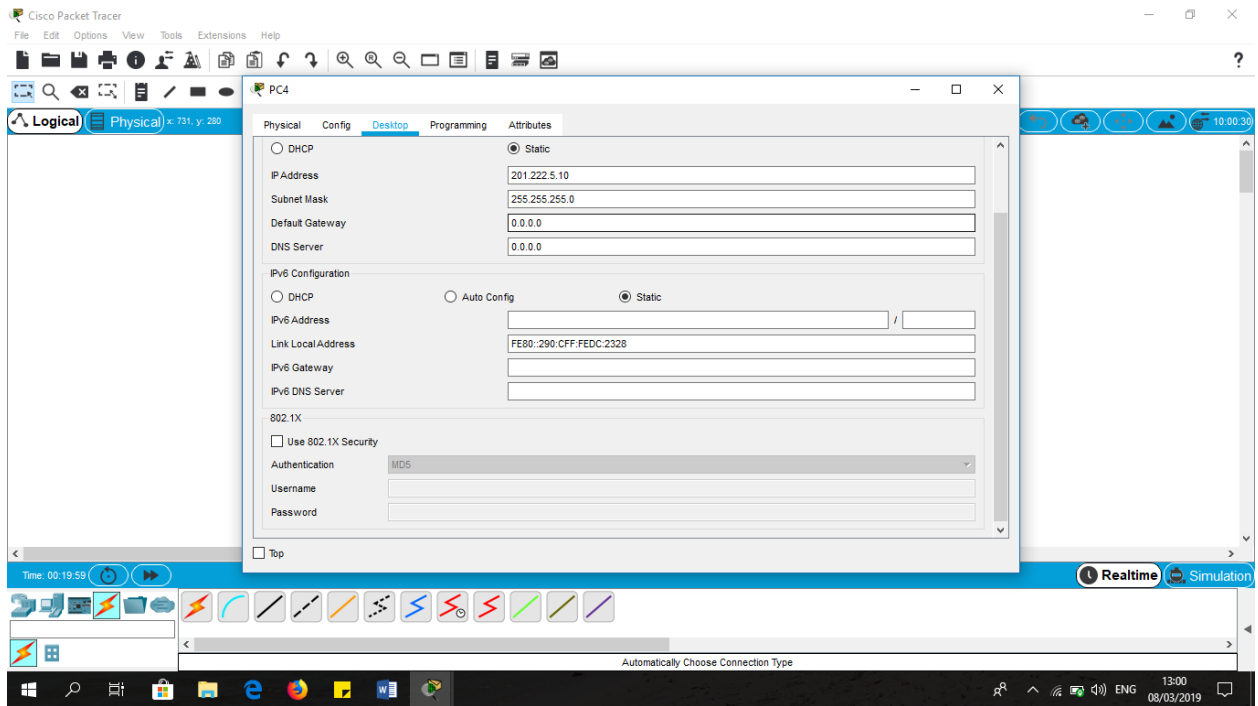 Cisco Packet Tracer
File Edit Options View Tools Extensions Help
?
PC4
Logical Physical x: 731, y: 280 10:00:30
Physical Config Desktop Programming Attributes
DHCP Static
IP Address 201.222.5.10
Subnet Mask 255.255.255.0
Default Gateway 0.0.0.0
DNS Server 0.0.0.0
IPv6 Configuration
DHCP Auto Config Static
IPv6 Address /
Link Local Address FE80::290:CFF:FEDC:2328
IPv6 Gateway
IPv6 DNS Server
802.1X
Use 802.1X Security
Authentication MD5
Username
Password
Top
Time: 00:19:59 Realtime Simulation
Automatically Choose Connection Type
ENG 13:00
08/03/2019